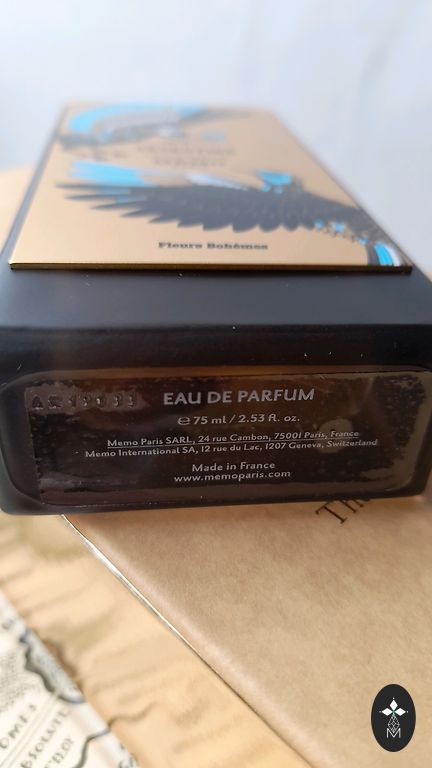 Fleurs Bohèmes
EAU DE PARFUM
℮ 75 ml / 2.53 fl. oz.
Memo Paris SARL, 24 rue Cambon, 75001 Paris, France
Memo International SA, 12 rue du Lac, 1207 Geneva, Switzerland
Made in France
www.memoparis.com